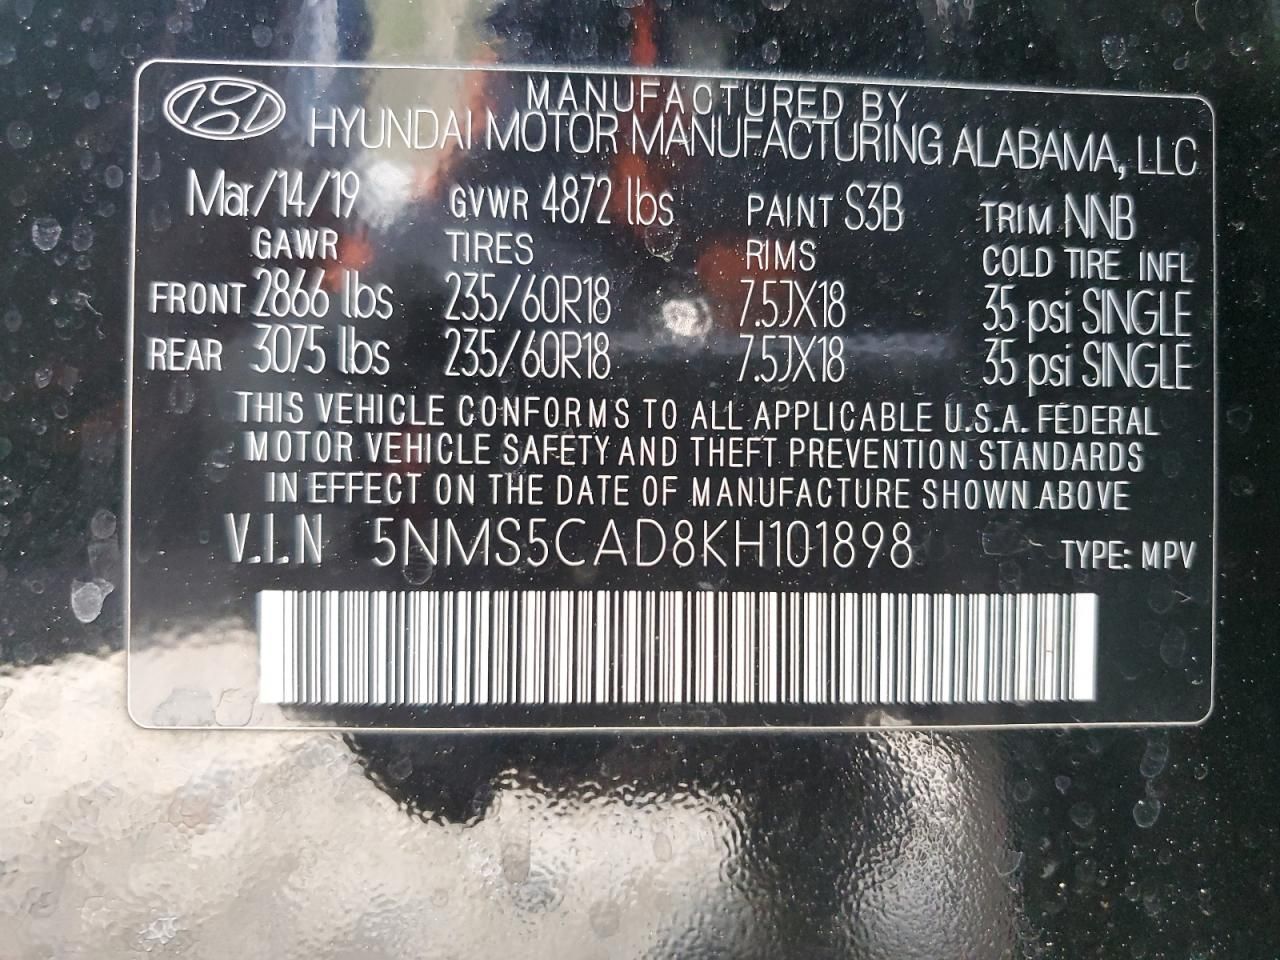 MANUFACTURED BY
HYUNDAI MOTOR MANUFACTURING ALABAMA, LLC
Mar/14/19 GVWR 4872 lbs PAINT S3B TRIM NNB
GAWR TIRES RIMS COLD TIRE INFL
FRONT 2866 lbs 235/60R18 7.5JX18 35 psi SINGLE
REAR 3075 lbs 235/60R18 7.5JX18 35 psi SINGLE
THIS VEHICLE CONFORMS TO ALL APPLICABLE U.S.A. FEDERAL
MOTOR VEHICLE SAFETY AND THEFT PREVENTION STANDARDS
IN EFFECT ON THE DATE OF MANUFACTURE SHOWN ABOVE
V.I.N 5NMS5CAD8KH101898 TYPE: MPV